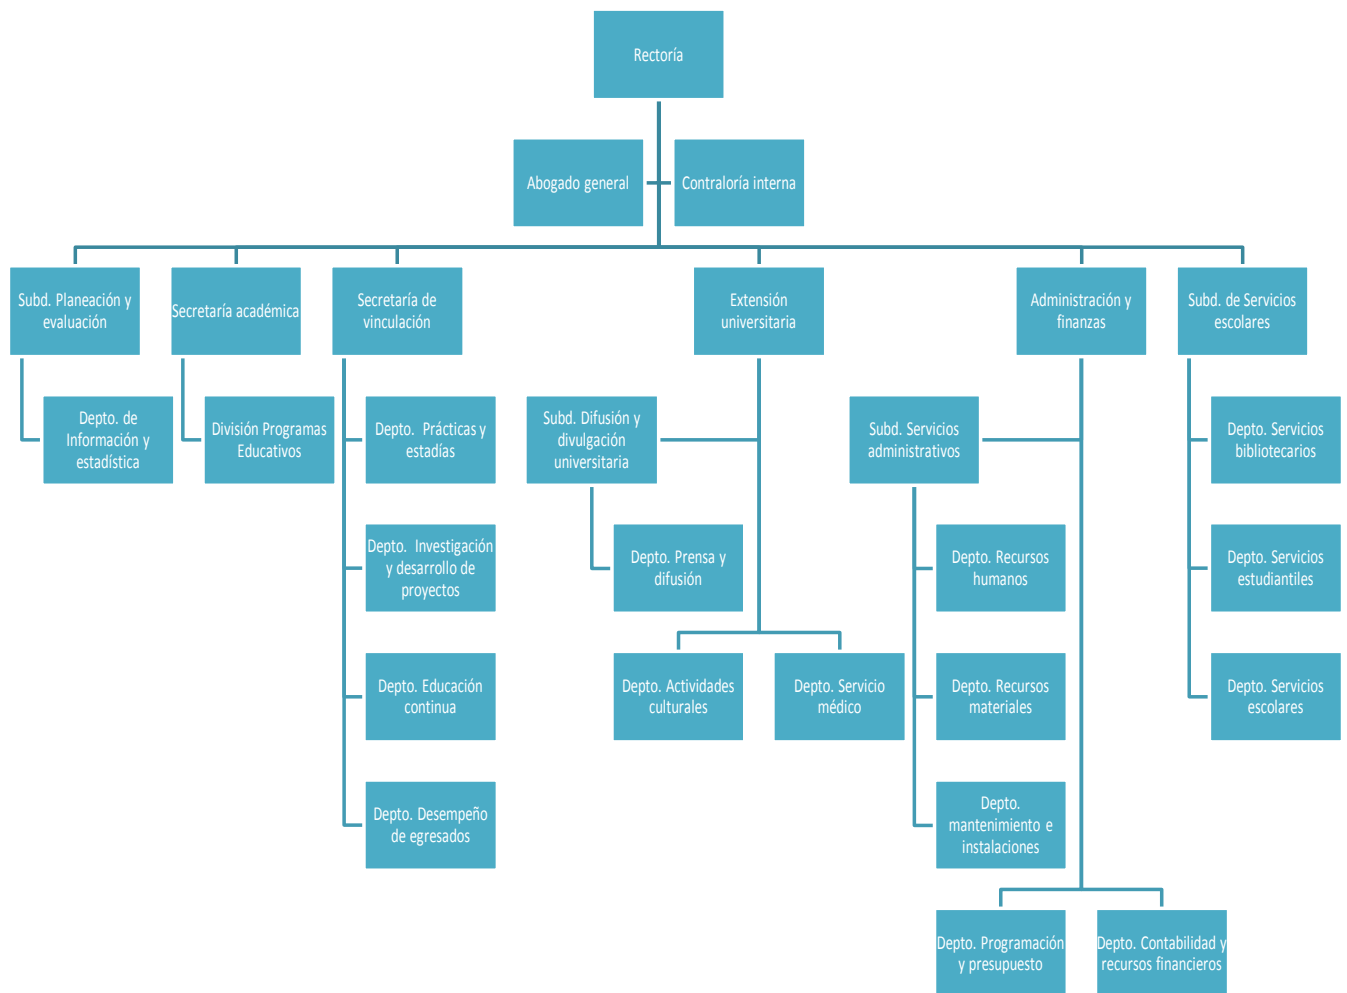 Rectoría
Abogado general
Contraloría interna
Subd. Planeación y
evaluación
Secretaría académica
Secretaría de
vinculación
Extensión
universitaria
Administración y
finanzas
Subd. de Servicios
escolares
Depto. de
Información y
estadística
División Programas
Educativos
Depto. Prácticas y
estadías
Subd. Difusión y
divulgación
universitaria
Subd. Servicios
administrativos
Depto. Servicios
bibliotecarios
Depto. Investigación
y desarrollo de
proyectos
Depto. Prensa y
difusión
Depto. Recursos
humanos
Depto. Servicios
estudiantiles
Depto. Educación
continua
Depto. Actividades
culturales
Depto. Servicio
médico
Depto. Recursos
materiales
Depto. Servicios
escolares
Depto. Desempeño
de egresados
Depto.
mantenimiento e
instalaciones
Depto. Programación
y presupuesto
Depto. Contabilidad y
recursos financieros